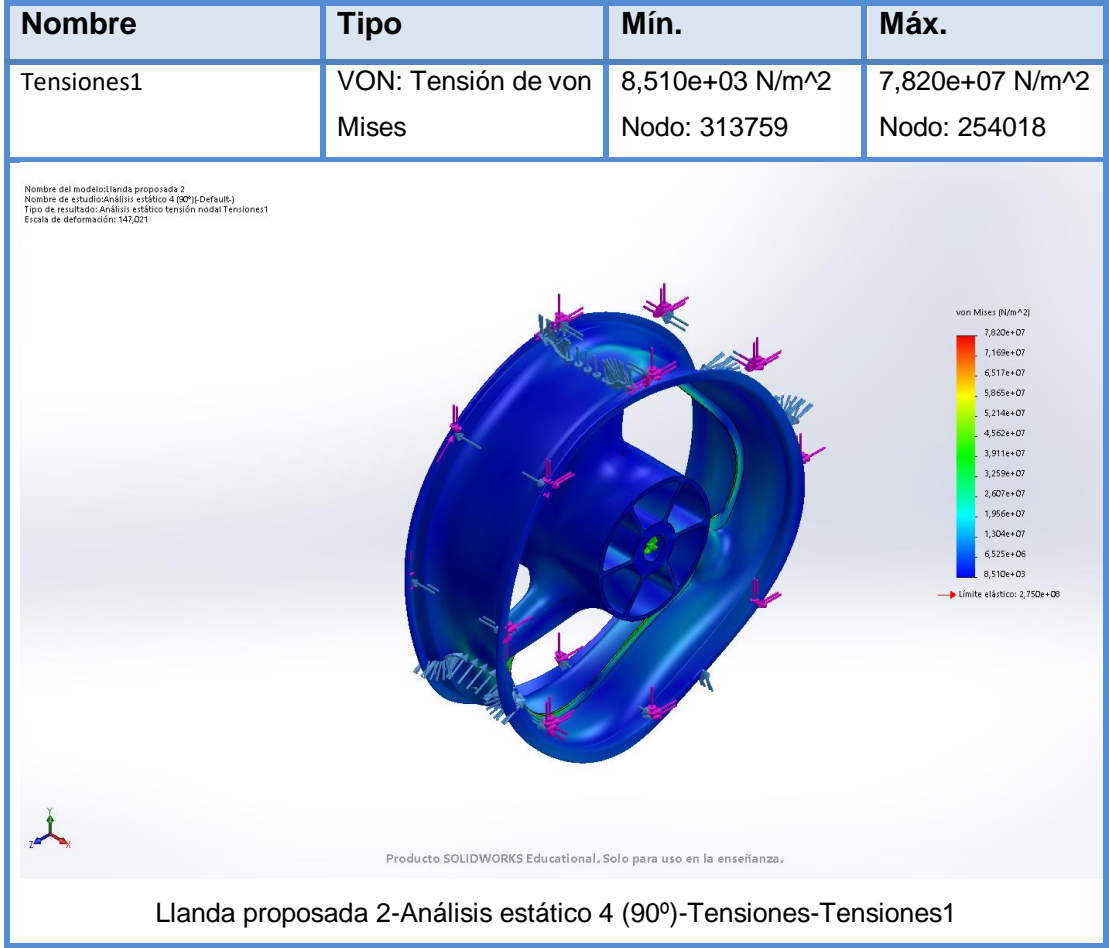 Nombre Tipo Mín. Máx.
Tensiones1 VON: Tensión de von 8,510e+03 N/m^2 7,820e+07 N/m^2
Mises Nodo: 313759 Nodo: 254018
Nombre del modelo:Llanda proposada 2
Nombre de estudio:Análisis estático 4 (90º)(-Default-)
Tipo de resultado: Análisis estático tensión nodal Tensiones1
Escala de deformación: 147,021
von Mises (N/m^2)
7,820e+07
7,169e+07
6,517e+07
5,865e+07
5,214e+07
4,562e+07
3,911e+07
3,259e+07
2,607e+07
1,956e+07
1,304e+07
6,525e+06
8,510e+03
Límite elástico: 2,750e+08
Y
Z X
Producto SOLIDWORKS Educational. Solo para uso en la enseñanza.
Llanda proposada 2-Análisis estático 4 (90º)-Tensiones-Tensiones1